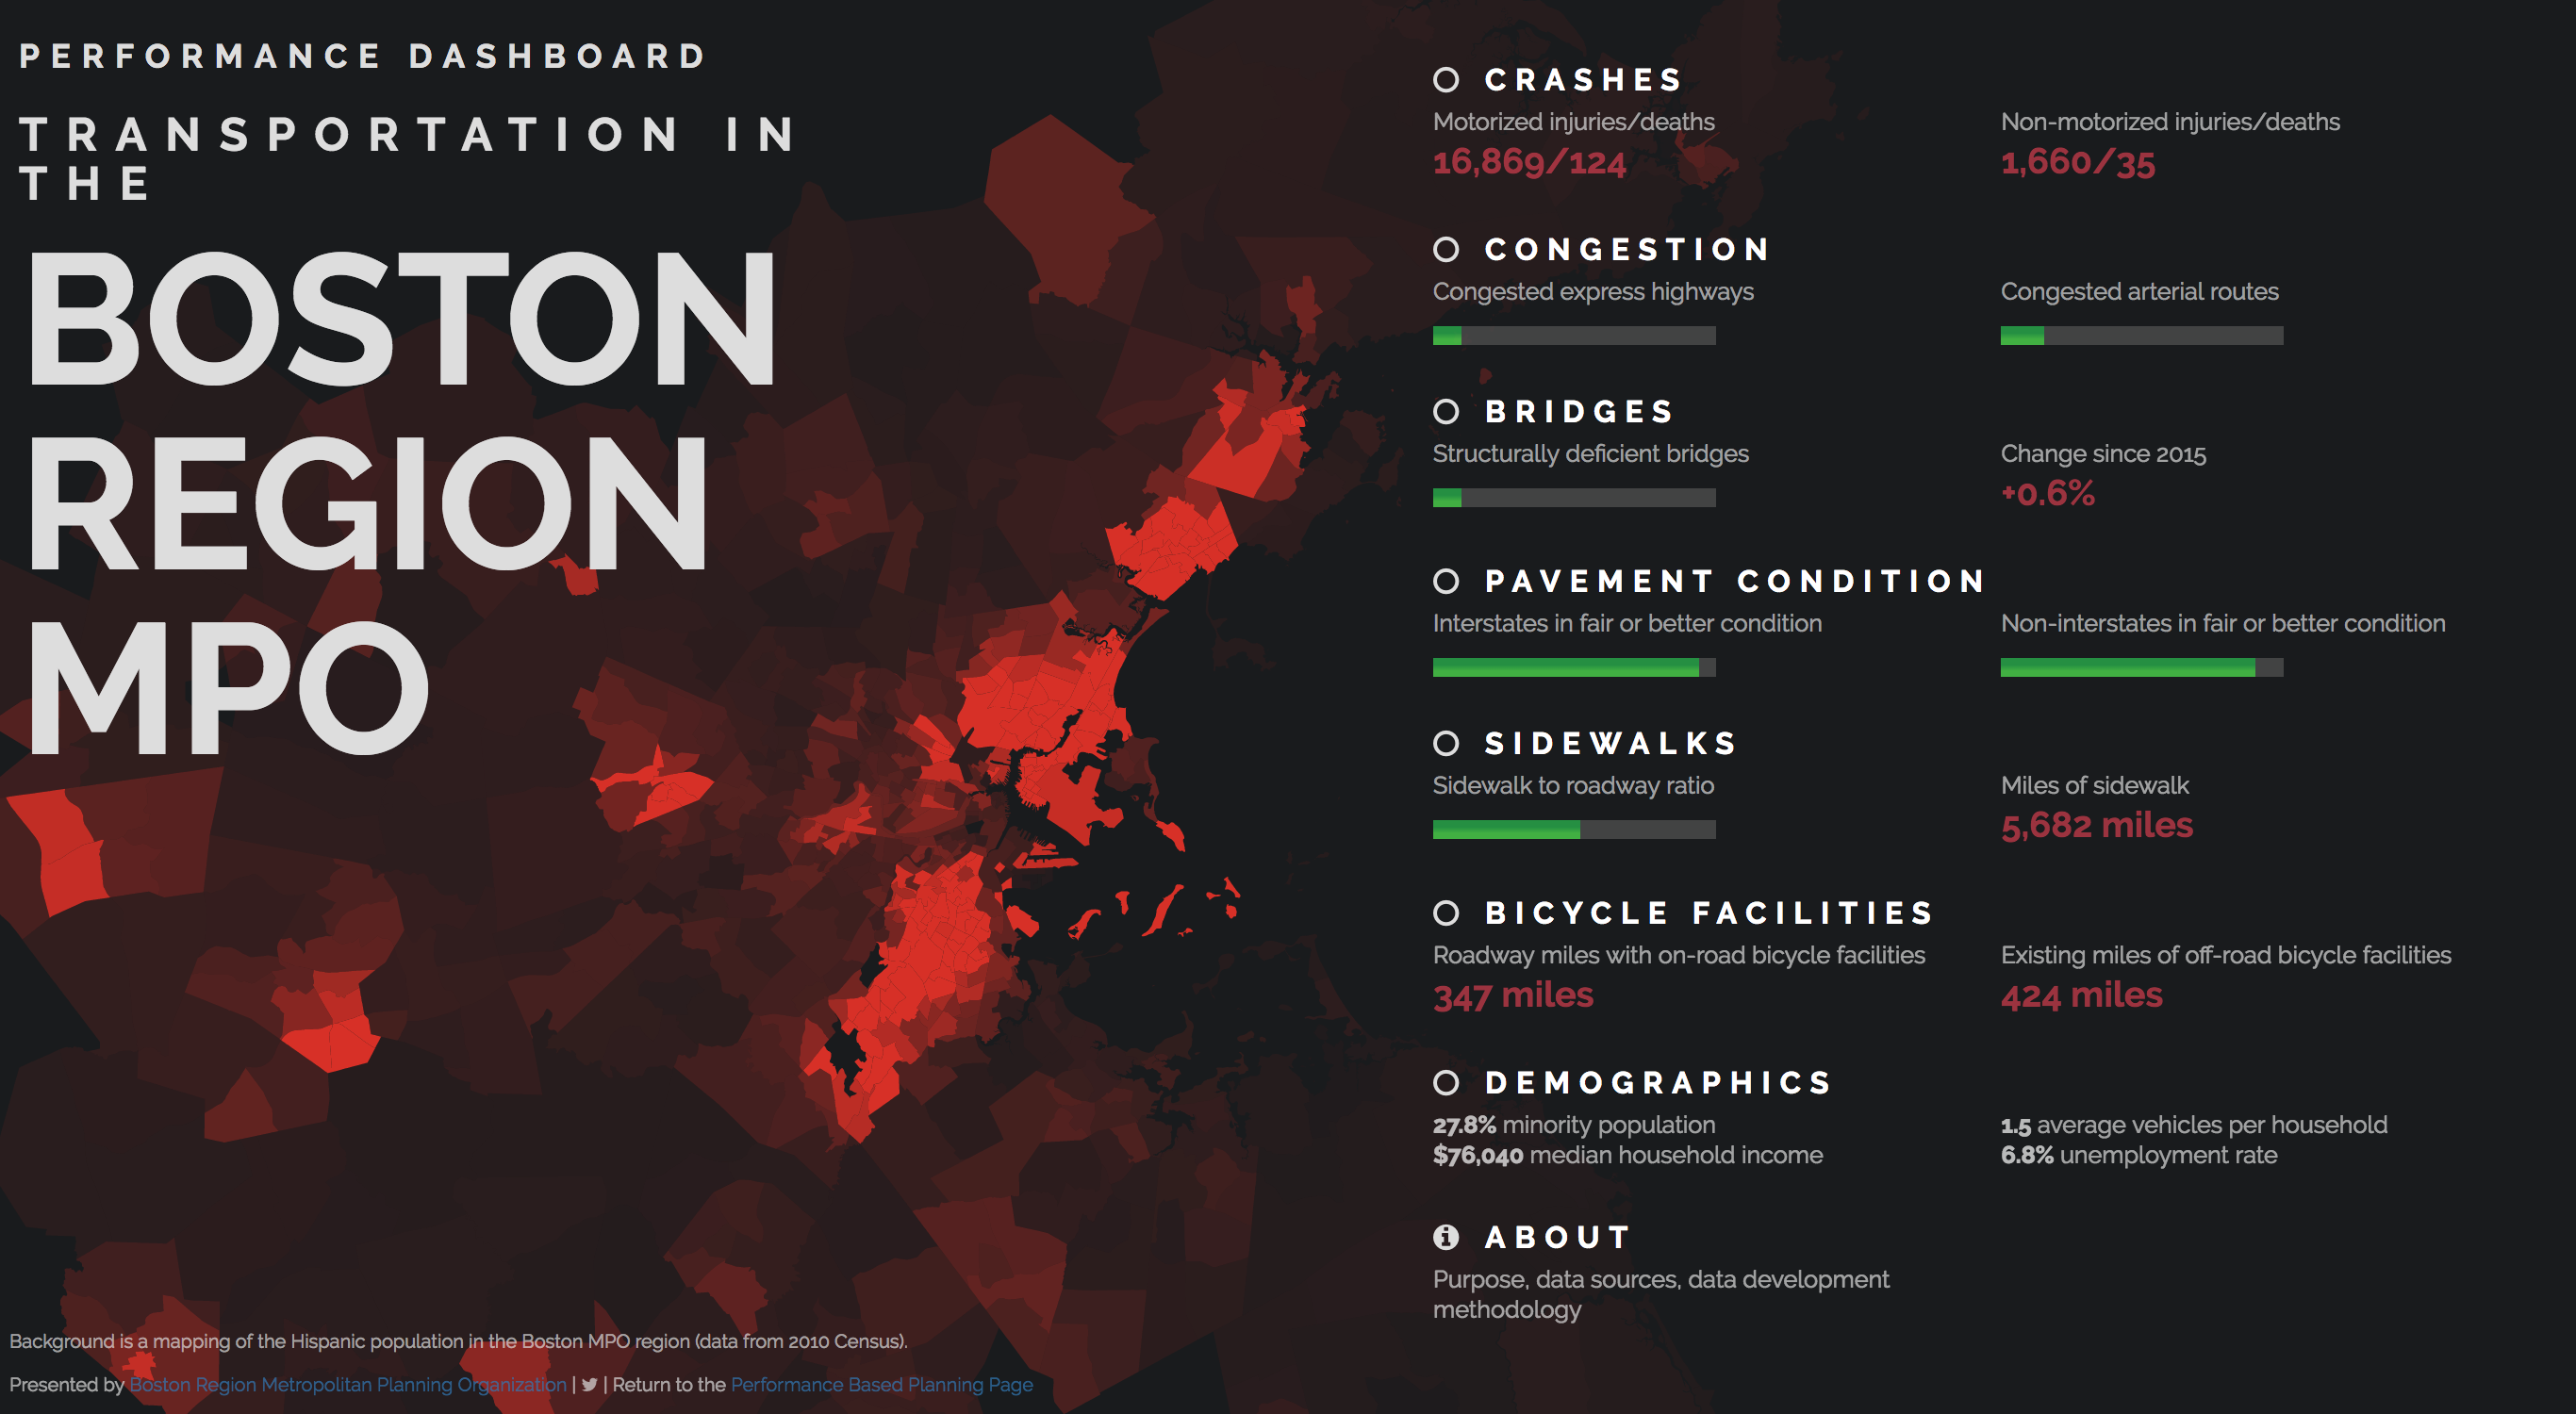 PERFORMANCE DASHBOARD
TRANSPORTATION IN
THE
BOSTON
REGION
MPO
CRASHES
Motorized injuries/deaths
16,869/124
Non-motorized injuries/deaths
1,660/35
CONGESTION
Congested express highways
Congested arterial routes
BRIDGES
Structurally deficient bridges
Change since 2015
+0.6%
PAVEMENT CONDITION
Interstates in fair or better condition
Non-interstates in fair or better condition
SIDEWALKS
Sidewalk to roadway ratio
Miles of sidewalk
5,682 miles
BICYCLE FACILITIES
Roadway miles with on-road bicycle facilities
347 miles
Existing miles of off-road bicycle facilities
424 miles
DEMOGRAPHICS
27.8% minority population
$76,040 median household income
1.5 average vehicles per household
6.8% unemployment rate
ABOUT
Purpose, data sources, data development
methodology
Background is a mapping of the Hispanic population in the Boston MPO region (data from 2010 Census).
Presented by Boston Region Metropolitan Planning Organization | | Return to the Performance Based Planning Page